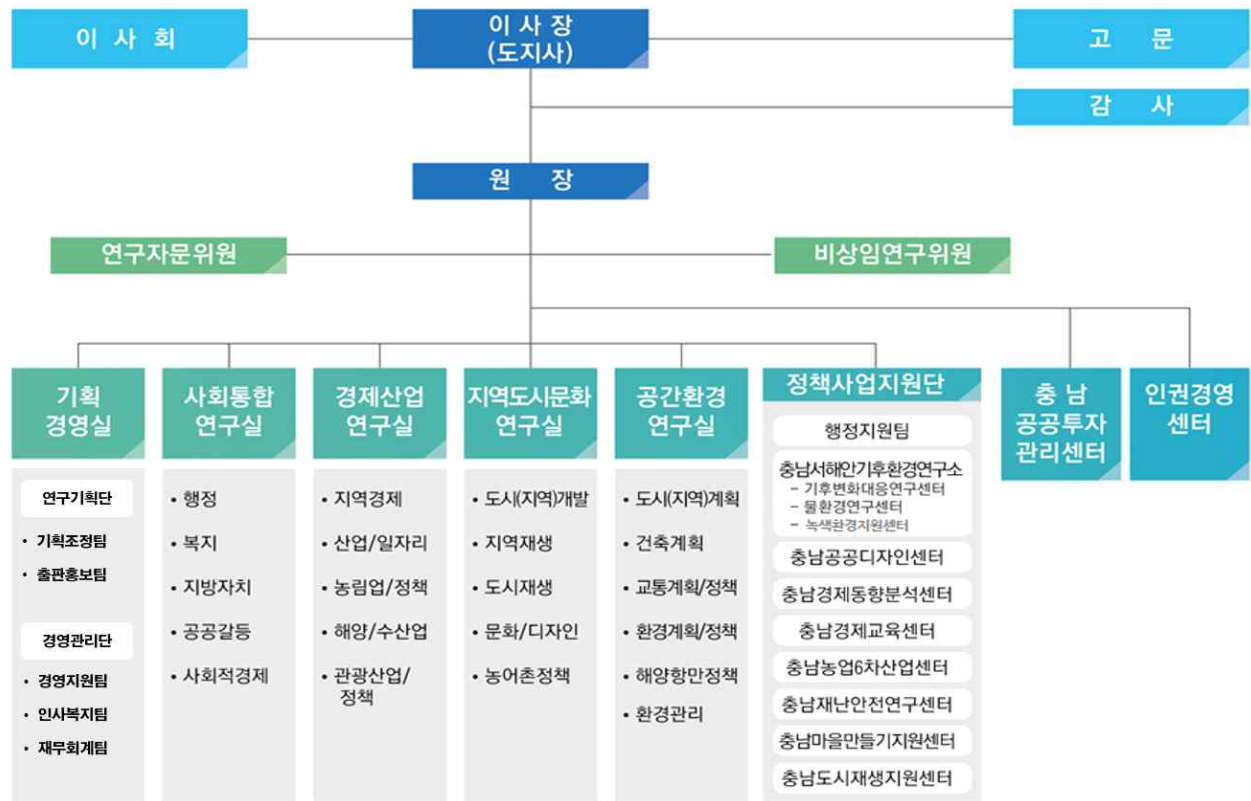 이 사 회
이 사 장
(도지사)
고 문
감 사
원 장
연구자문위원
비상임연구위원
기획
경영실
연구기획단
• 기획조정팀
• 출판홍보팀
경영관리단
• 경영지원팀
• 인사복지팀
• 재무회계팀
사회통합
연구실
• 행정
• 복지
• 지방자치
• 공공갈등
• 사회적경제
경제산업
연구실
• 지역경제
• 산업/일자리
• 농림업/정책
• 해양/수산업
• 관광산업/
정책
지역도시문화
연구실
• 도시(지역)개발
• 지역재생
• 도시재생
• 문화/디자인
• 농어촌정책
공간환경
연구실
• 도시(지역)계획
• 건축계획
• 교통계획/정책
• 환경계획/정책
• 해양항만정책
• 환경관리
정책사업지원단
행정지원팀
충남서해안기후환경연구소
– 기후변화대응연구센터
– 물환경연구센터
– 녹색환경지원센터
충남공공디자인센터
충남경제동향분석센터
충남경제교육센터
충남농업6차산업센터
충남재난안전연구센터
충남마을만들기지원센터
충남도시재생지원센터
충 남
공공투자
관리센터
인권경영
센터